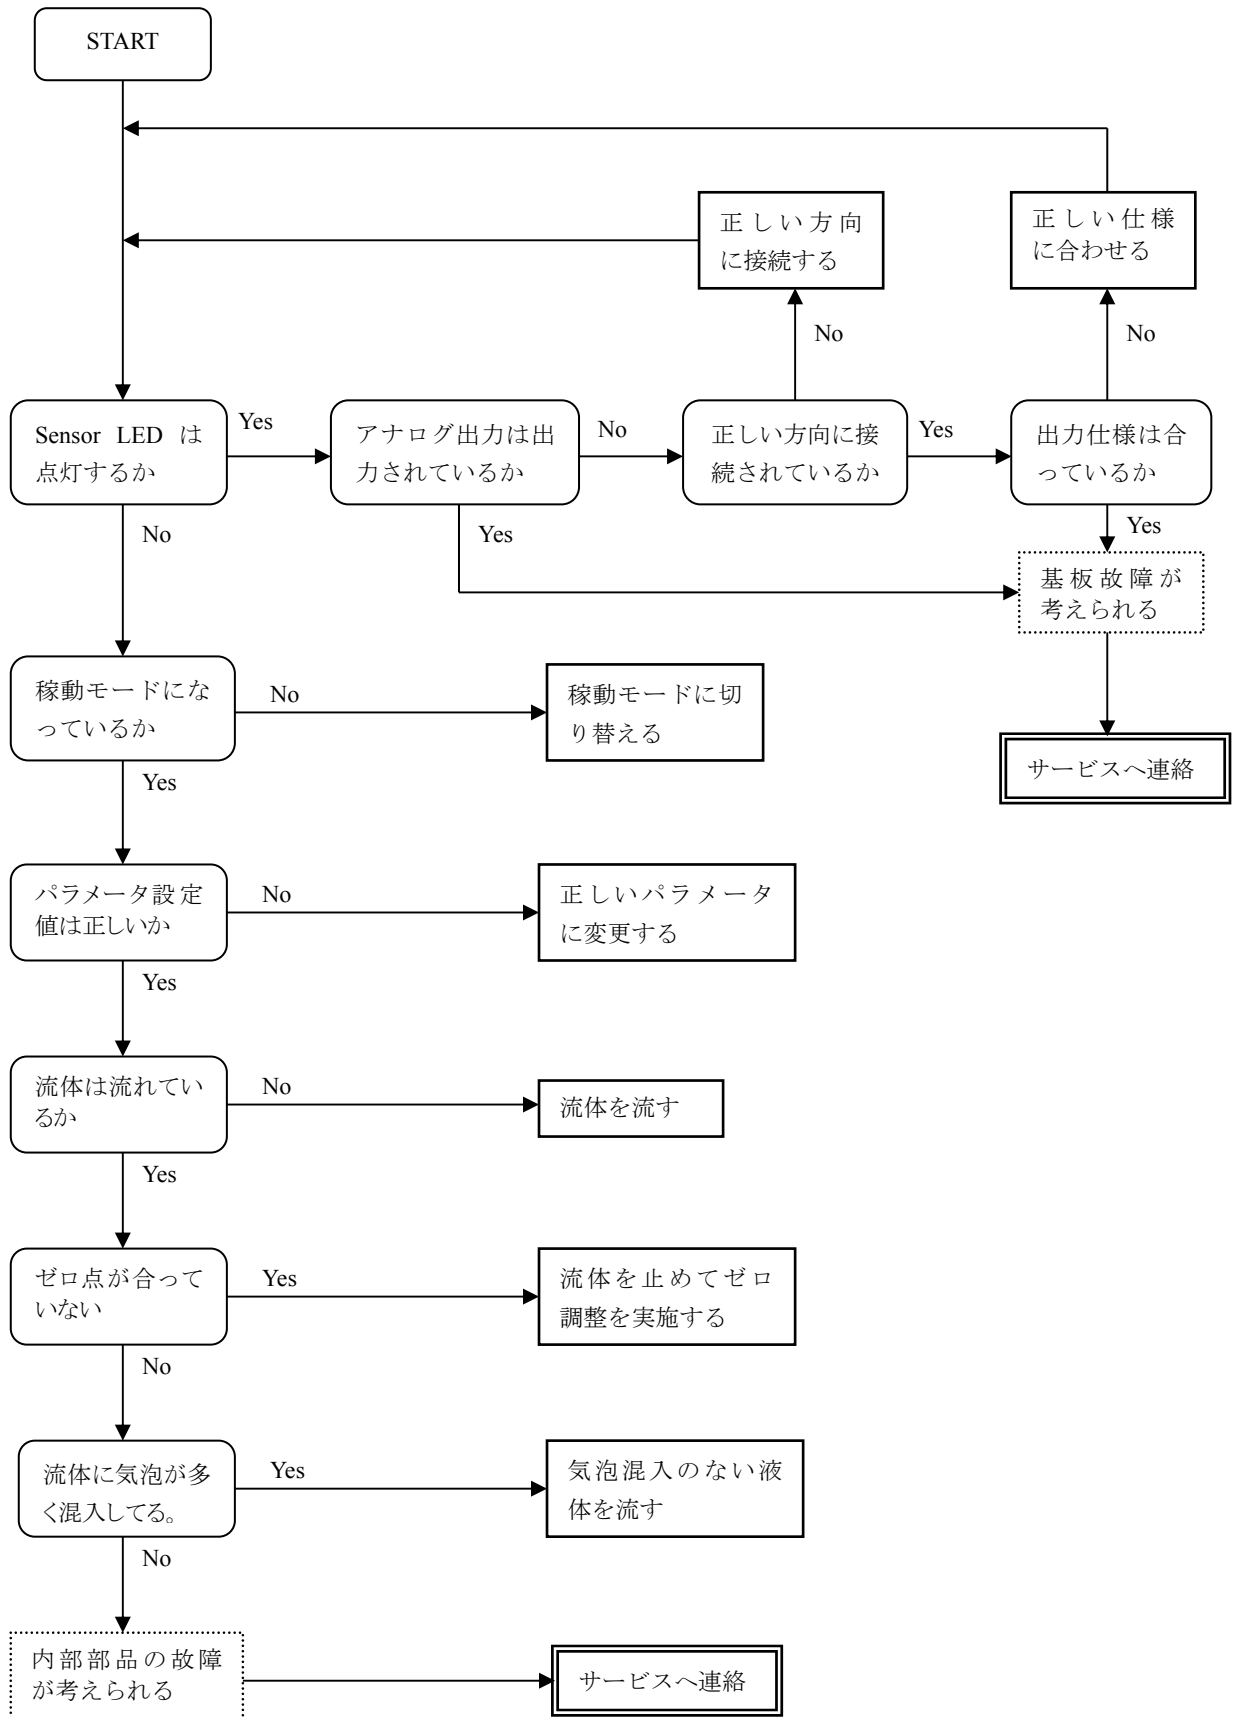 START
正しい方向
に接続する
正しい仕様
に合わせる
No
No
Sensor LED は
点灯するか
Yes
アナログ出力は出
力されているか
No
正しい方向に接
続されているか
Yes
出力仕様は合
っているか
No
Yes
Yes
基板故障が
考えられる
稼動モードにな
っているか
No
稼動モードに切
り替える
サービスへ連絡
Yes
パラメータ設定
値は正しいか
No
正しいパラメータ
に変更する
Yes
流体は流れてい
るか
No
流体を流す
Yes
ゼロ点が合って
いない
Yes
流体を止めてゼロ
調整を実施する
No
流体に気泡が多
く混入してる。
Yes
気泡混入のない液
体を流す
No
内部部品の故障
が考えられる
サービスへ連絡